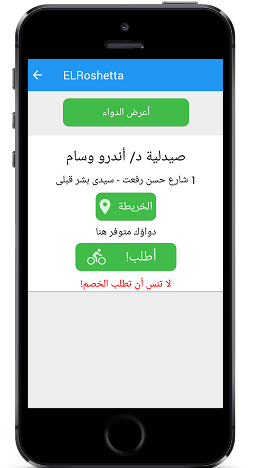 ELRoshetta
أعرض الدواء
صيدلية د/ أندرو وسام
1 شارع حسن رفعت - سيدى بشر قبلى
الخريطة
دواؤك متوفر هنا
أطلب!
لا تنس أن تطلب الخصم!